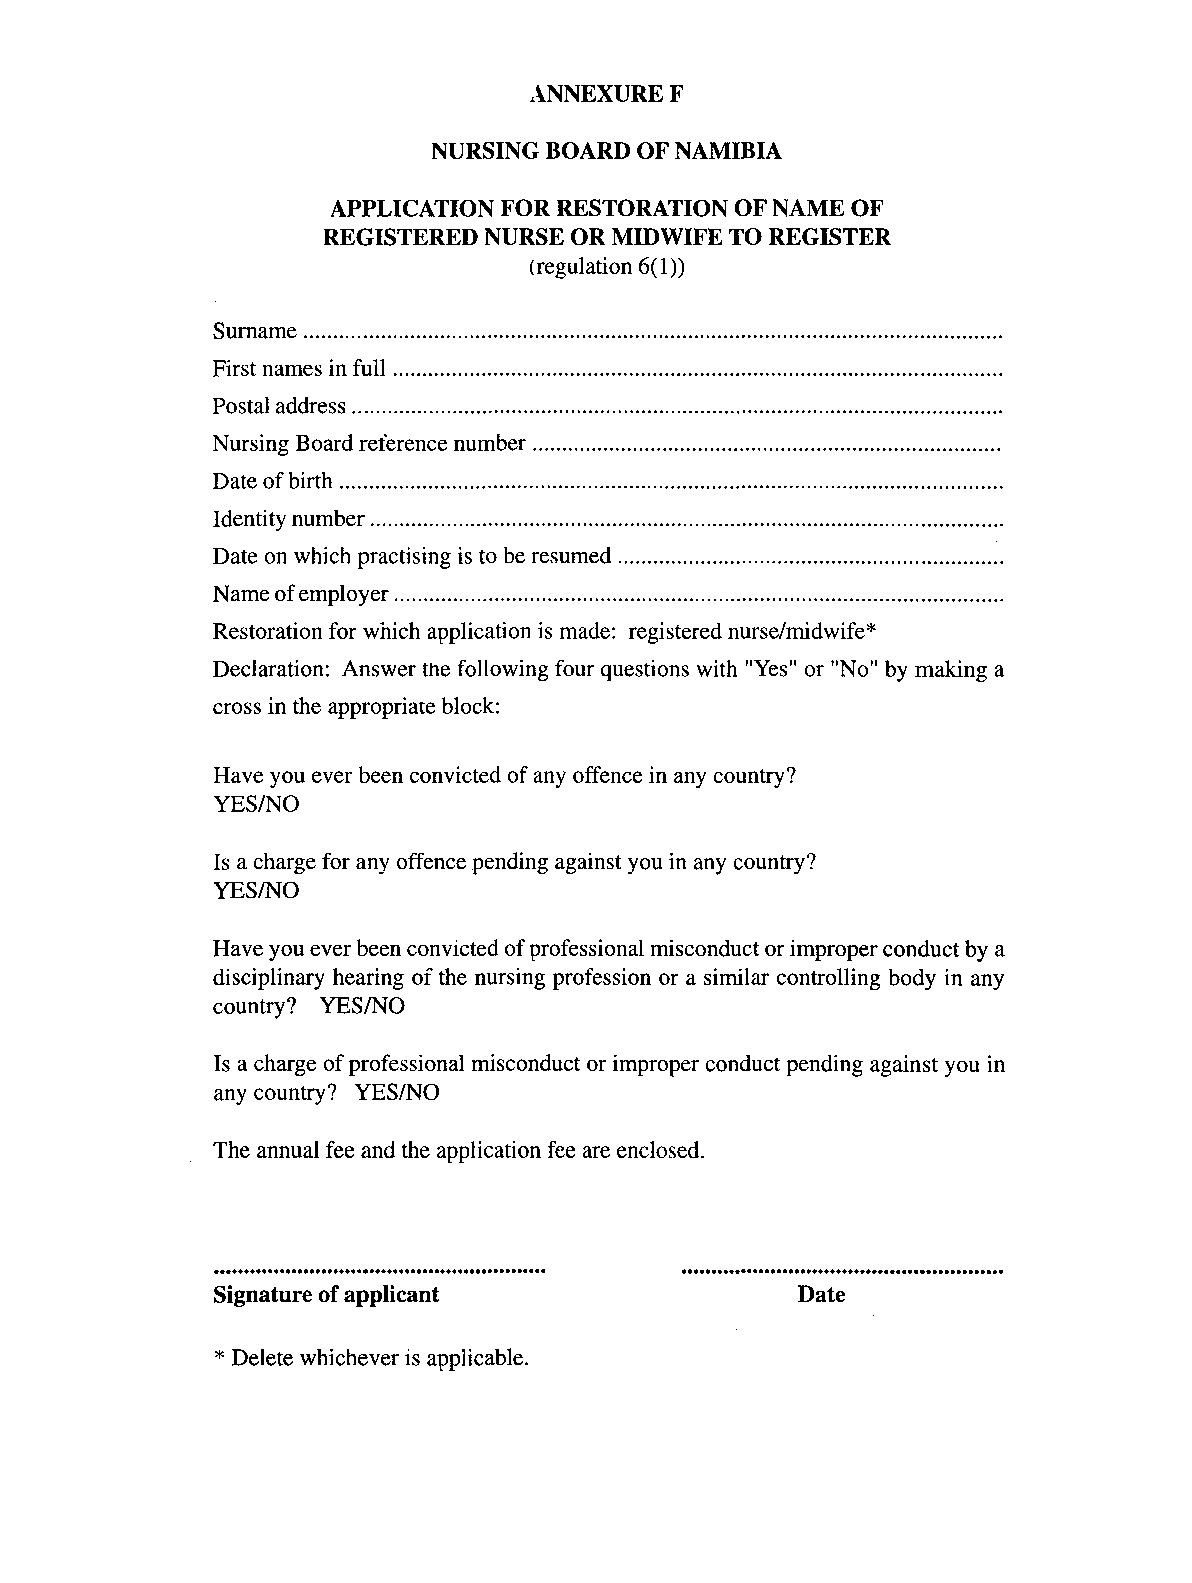 ANNEXURE F
NURSING BOARD OF NAMIBIA
APPLICATION FOR RESTORATION OF NAME OF
REGISTERED NURSE OR MIDWIFE TO REGISTER
(regulation 6(1))
Surname ........................................................................................................................
First names in full ........................................................................................................
Postal address ...............................................................................................................
Nursing Board reference number ................................................................................
Date of birth .................................................................................................................
Identity number ............................................................................................................
Date on which practising is to be resumed ..................................................................
Name of employer ........................................................................................................
Restoration for which application is made: registered nurse/midwife*
Declaration: Answer the following four questions with "Yes" or "No" by making a
cross in the appropriate block:
Have you ever been convicted of any offence in any country?
YES/NO
Is a charge for any offence pending against you in any country?
YES/NO
Have you ever been convicted of professional misconduct or improper conduct by a
disciplinary hearing of the nursing profession or a similar controlling body in any
country? YES/NO
Is a charge of professional misconduct or improper conduct pending against you in
any country? YES/NO
The annual fee and the application fee are enclosed.
........................................................ ......................................................
Signature of applicant Date
* Delete whichever is applicable.